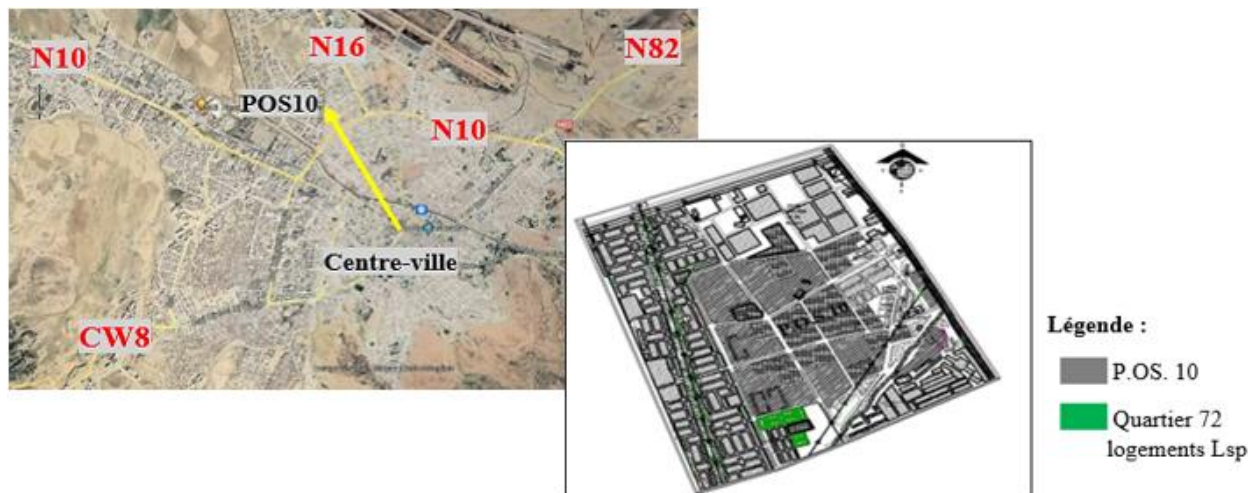 N10
N16
N82
POS10
N10
Centre-ville
CW8
P.O.S.10
Légende :
P.OS. 10
Quartier 72
logements Lsp